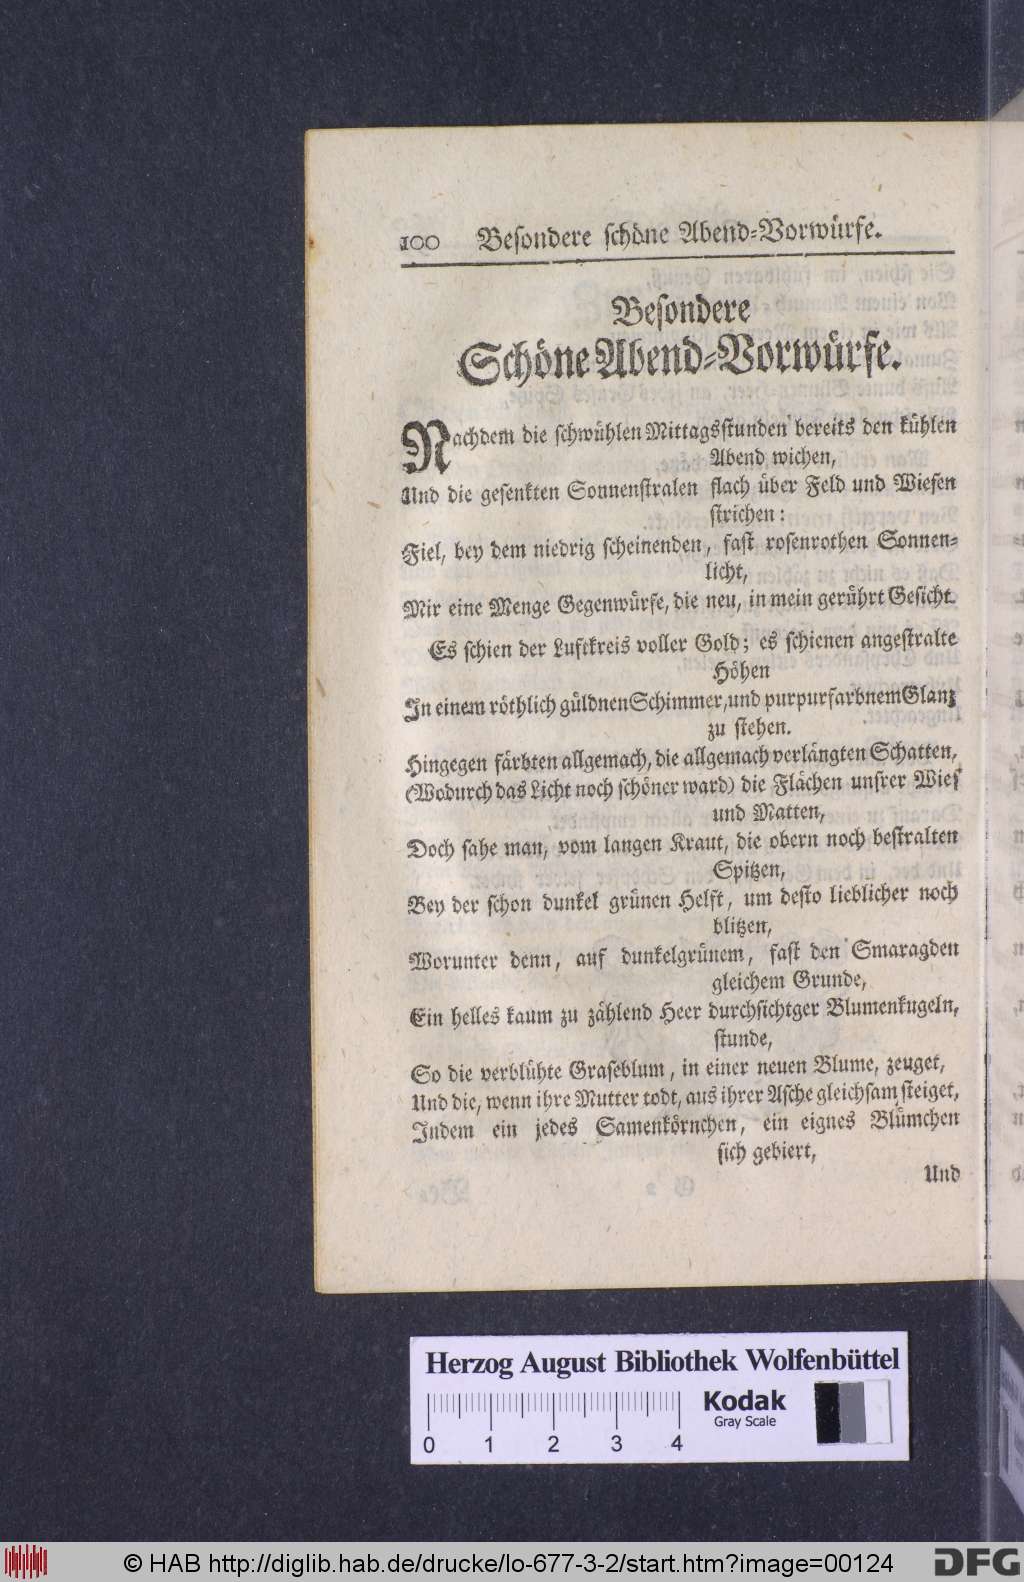 100 Besondere schöne Abend-Vorwürfe.
Besondere
Schöne Abend-Vorwürfe.
Nachdem die schwühlen Mittagsstunden bereits den kühlen
Abend wichen,
Und die gesenkten Sonnenstralen flach über Feld und Wiesen
strichen:
Fiel, bey dem niedrig scheinenden, fast rosenrothen Sonnen-
licht,
Mir eine Menge Gegenwürfe, die neu, in mein gerührt Gesicht.
Es schien der Luftkreis voller Gold; es schienen angestralte
Höhen
In einem röthlich güldnen Schimmer, und purpurfarbnem Glanz
zu stehen.
Hingegen färbten allgemach, die allgemach verlängten Schatten,
(Wodurch das Licht noch schöner ward) die Flächen unsrer Wies'
und Matten,
Doch sahe man, vom langen Kraut, die obern noch bestralten
Spitzen,
Bey der schon dunkel grünen Helft, um desto lieblicher noch
blitzen,
Worunter denn, auf dunkelgrünem, fast den Smaragden
gleichem Grunde,
Ein helles kaum zu zählend Heer durchsichtger Blumenkugeln,
stunde,
So die verblühte Graseblum, in einer neuen Blume, zeuget,
Und die, wenn ihre Mutter todt, aus ihrer Asche gleichsam steiget,
Indem ein jedes Samenkörnchen, ein eignes Blümchen
sich gebiert,
Und
Herzog August Bibliothek Wolfenbüttel
Kodak
Gray Scale
0 1 2 3 4
© HAB http://diglib.hab.de/drucke/lo-677-3-2/start.htm?image=00124
DFG